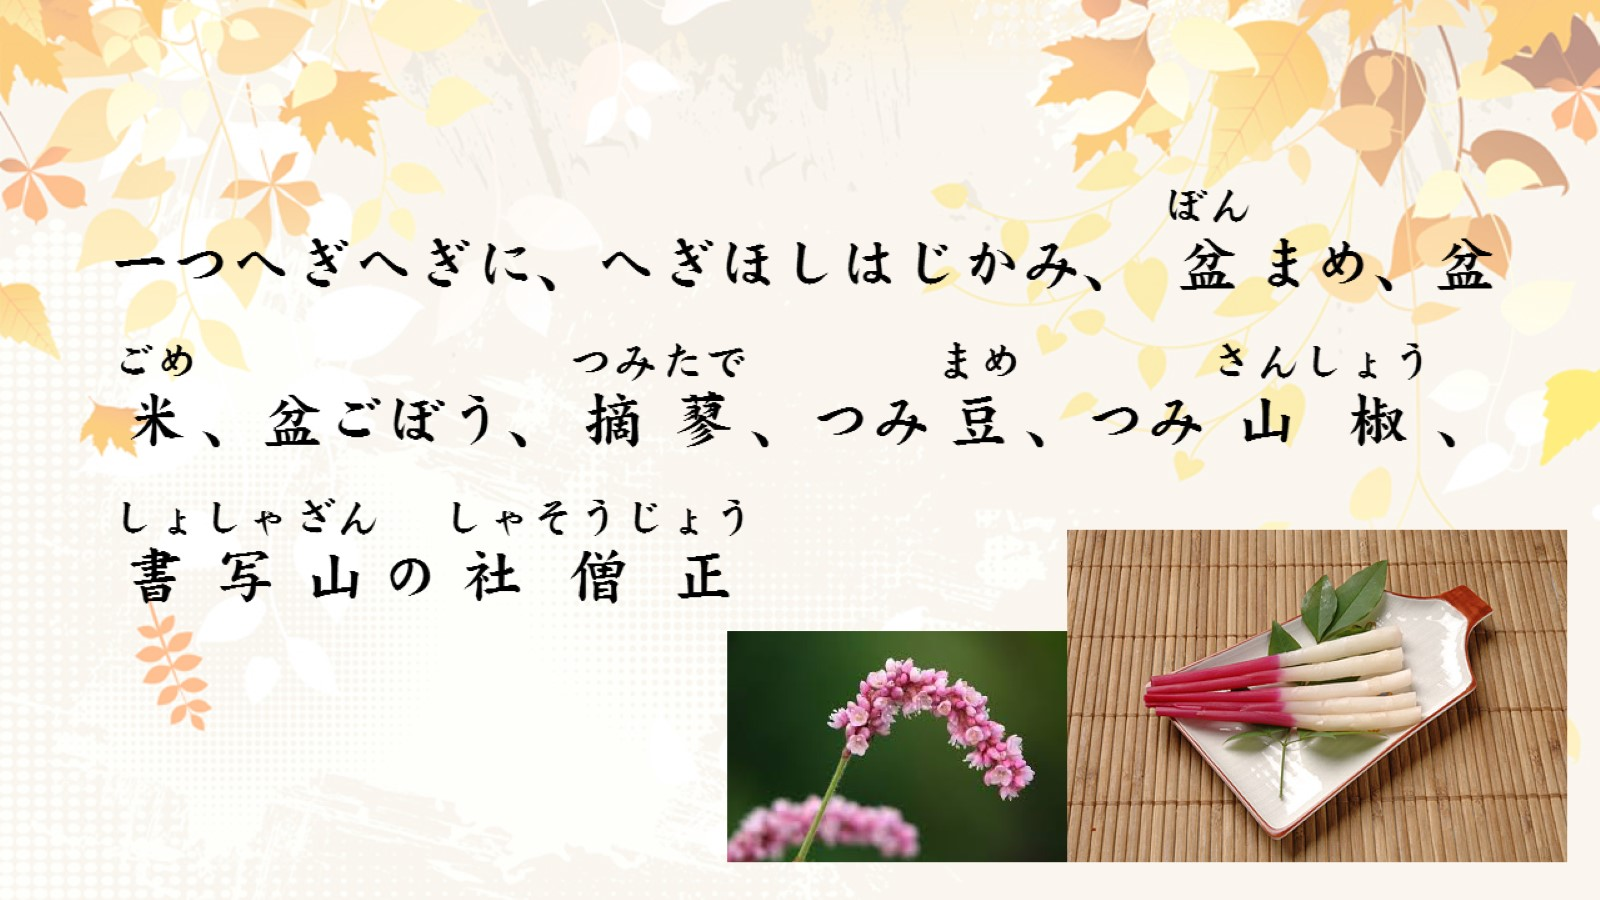 ぼん
一つへぎへぎに、へぎほしはじかみ、盆まめ、盆
ごめ つみたで まめ さんしょう
米、盆ごぼう、摘蓼、つみ豆、つみ山椒、
しょしゃざん しゃそうじょう
書写山の社僧正